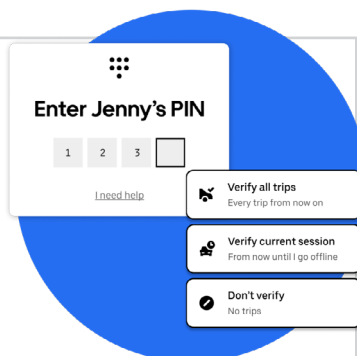 Enter Jenny's PIN
1 2 3
I need help
Verify all trips
Every trip from now on
Verify current session
From now until I go offline
Don't verify
No trips